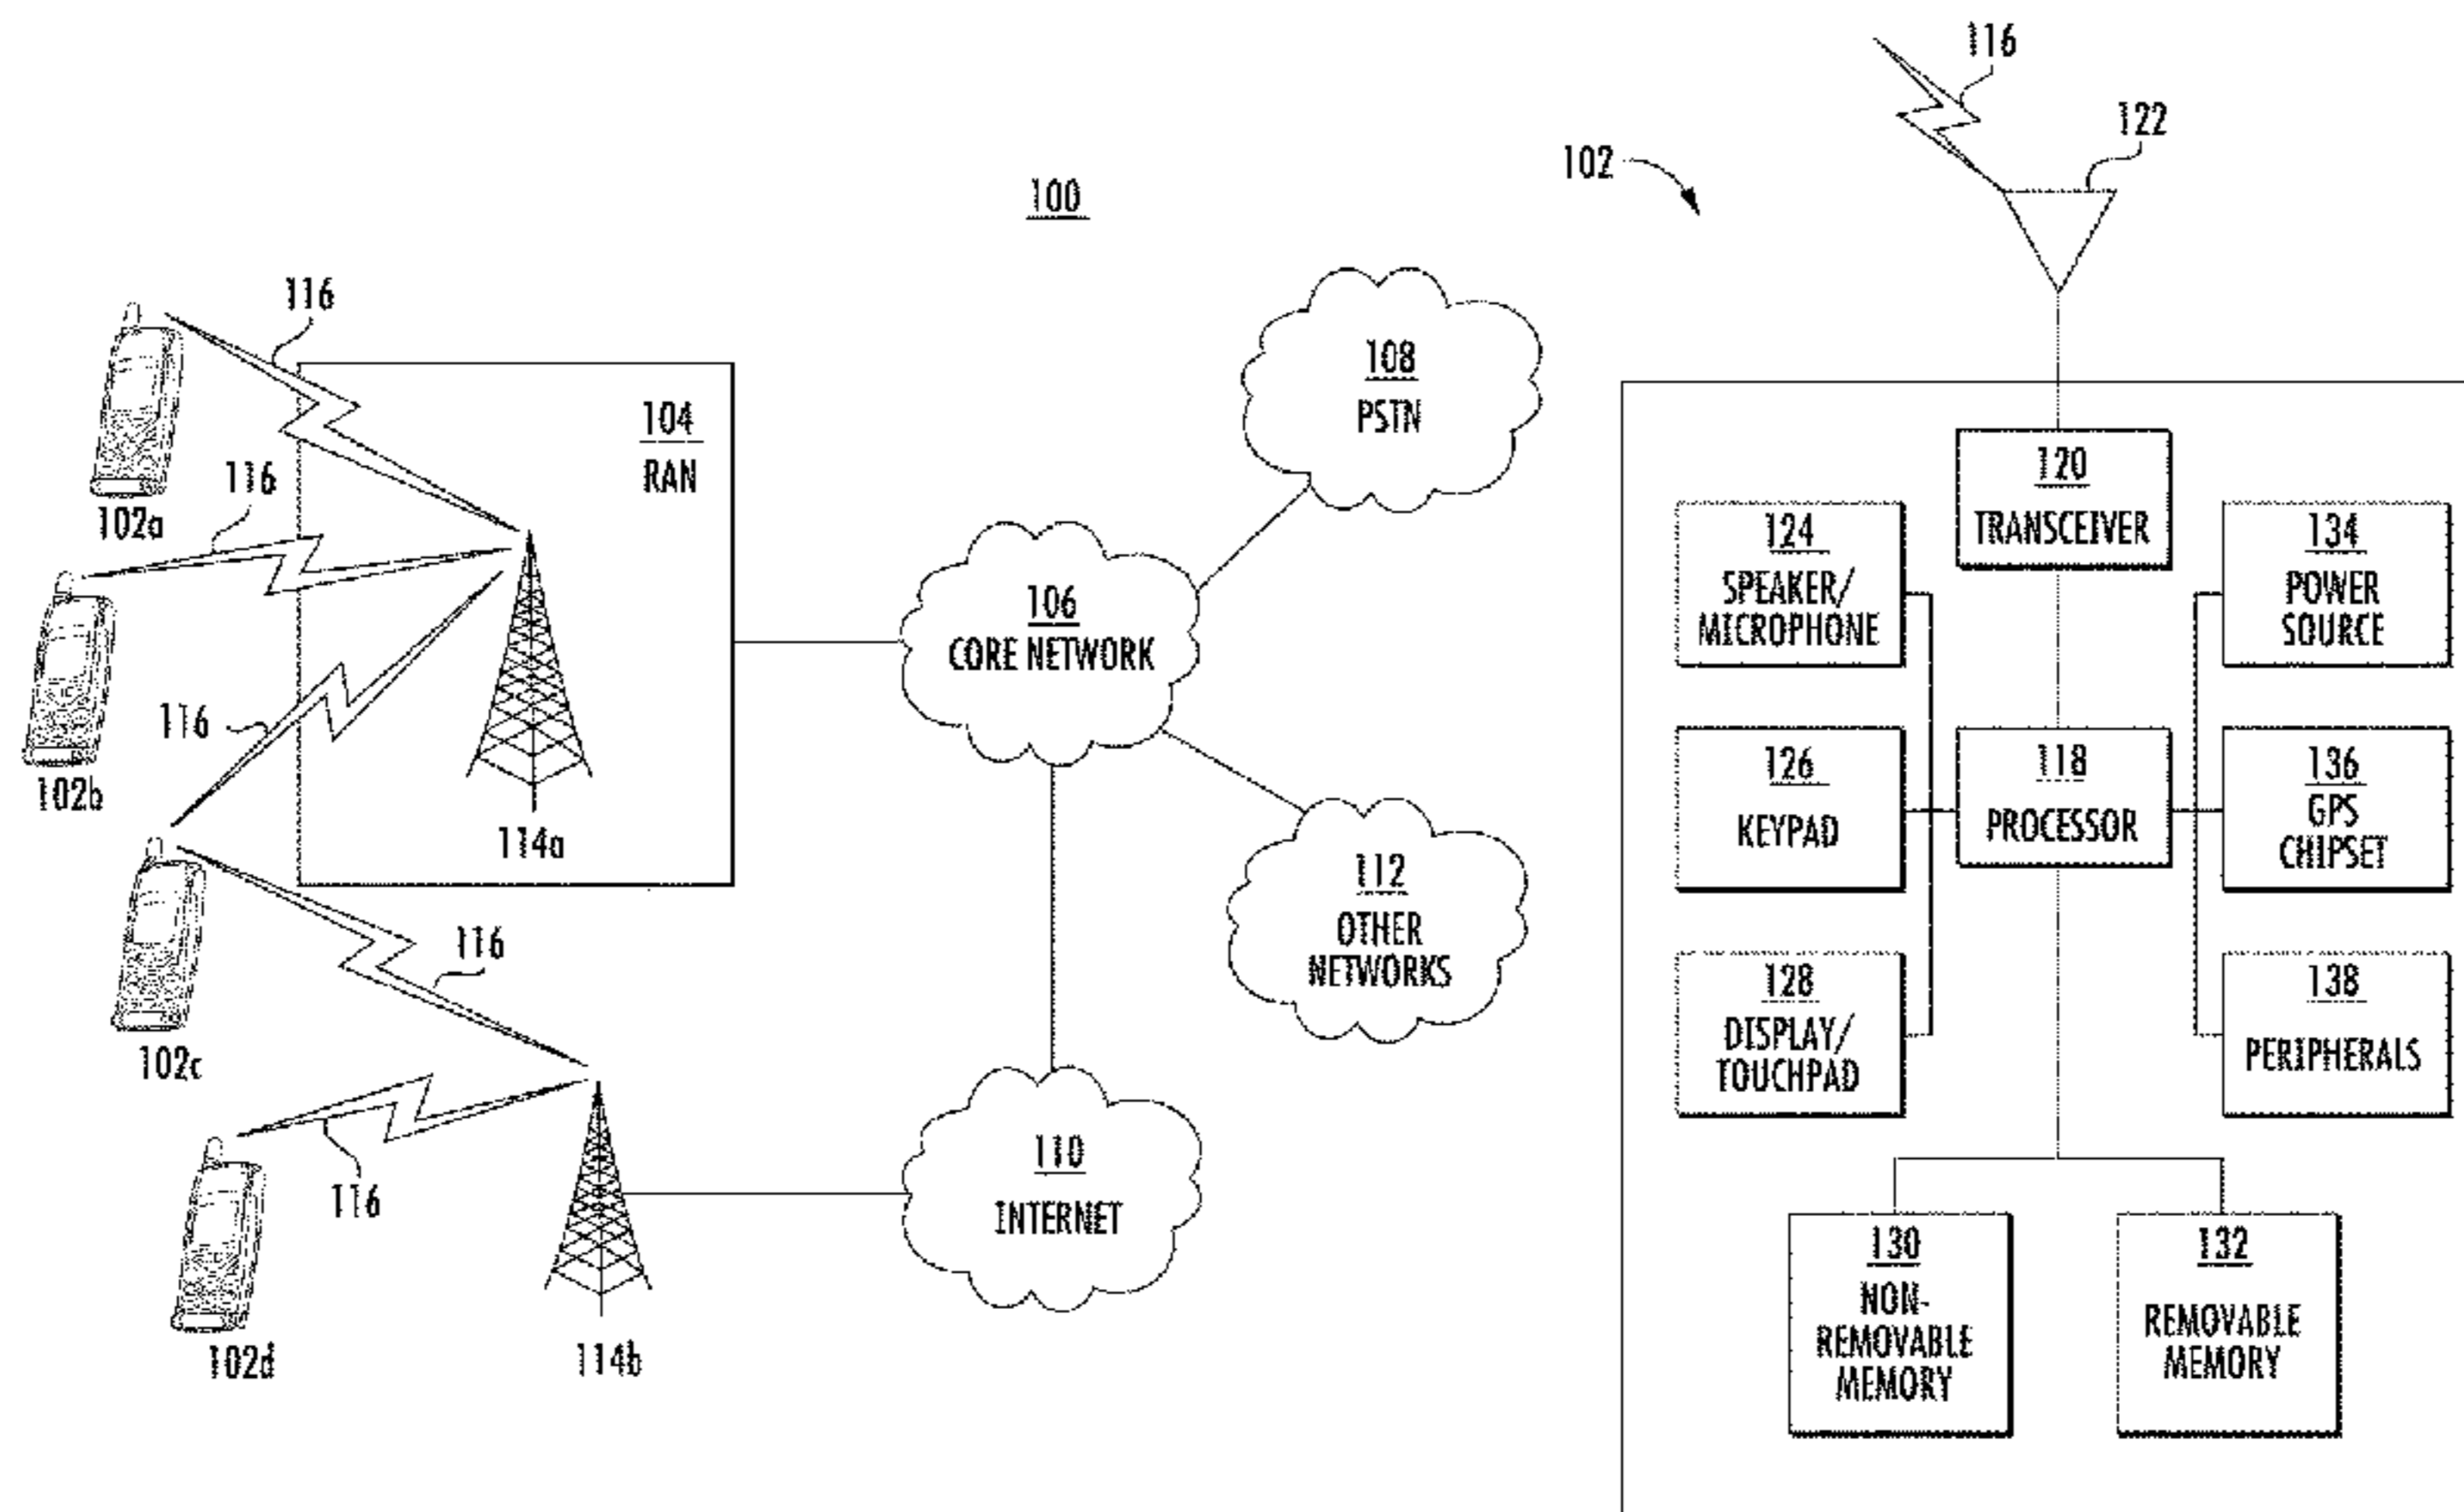 100
116
102a
116
102b
116
102c
116
116
102d
104
RAN
114a
114b
106
CORE NETWORK
108
PSTN
112
OTHER
NETWORKS
110
INTERNET
102
116
122
120
TRANSCEIVER
124
SPEAKER/
MICROPHONE
134
POWER
SOURCE
126
KEYPAD
118
PROCESSOR
136
GPS
CHIPSET
128
DISPLAY/
TOUCHPAD
138
PERIPHERALS
130
NON-
REMOVABLE
MEMORY
132
REMOVABLE
MEMORY